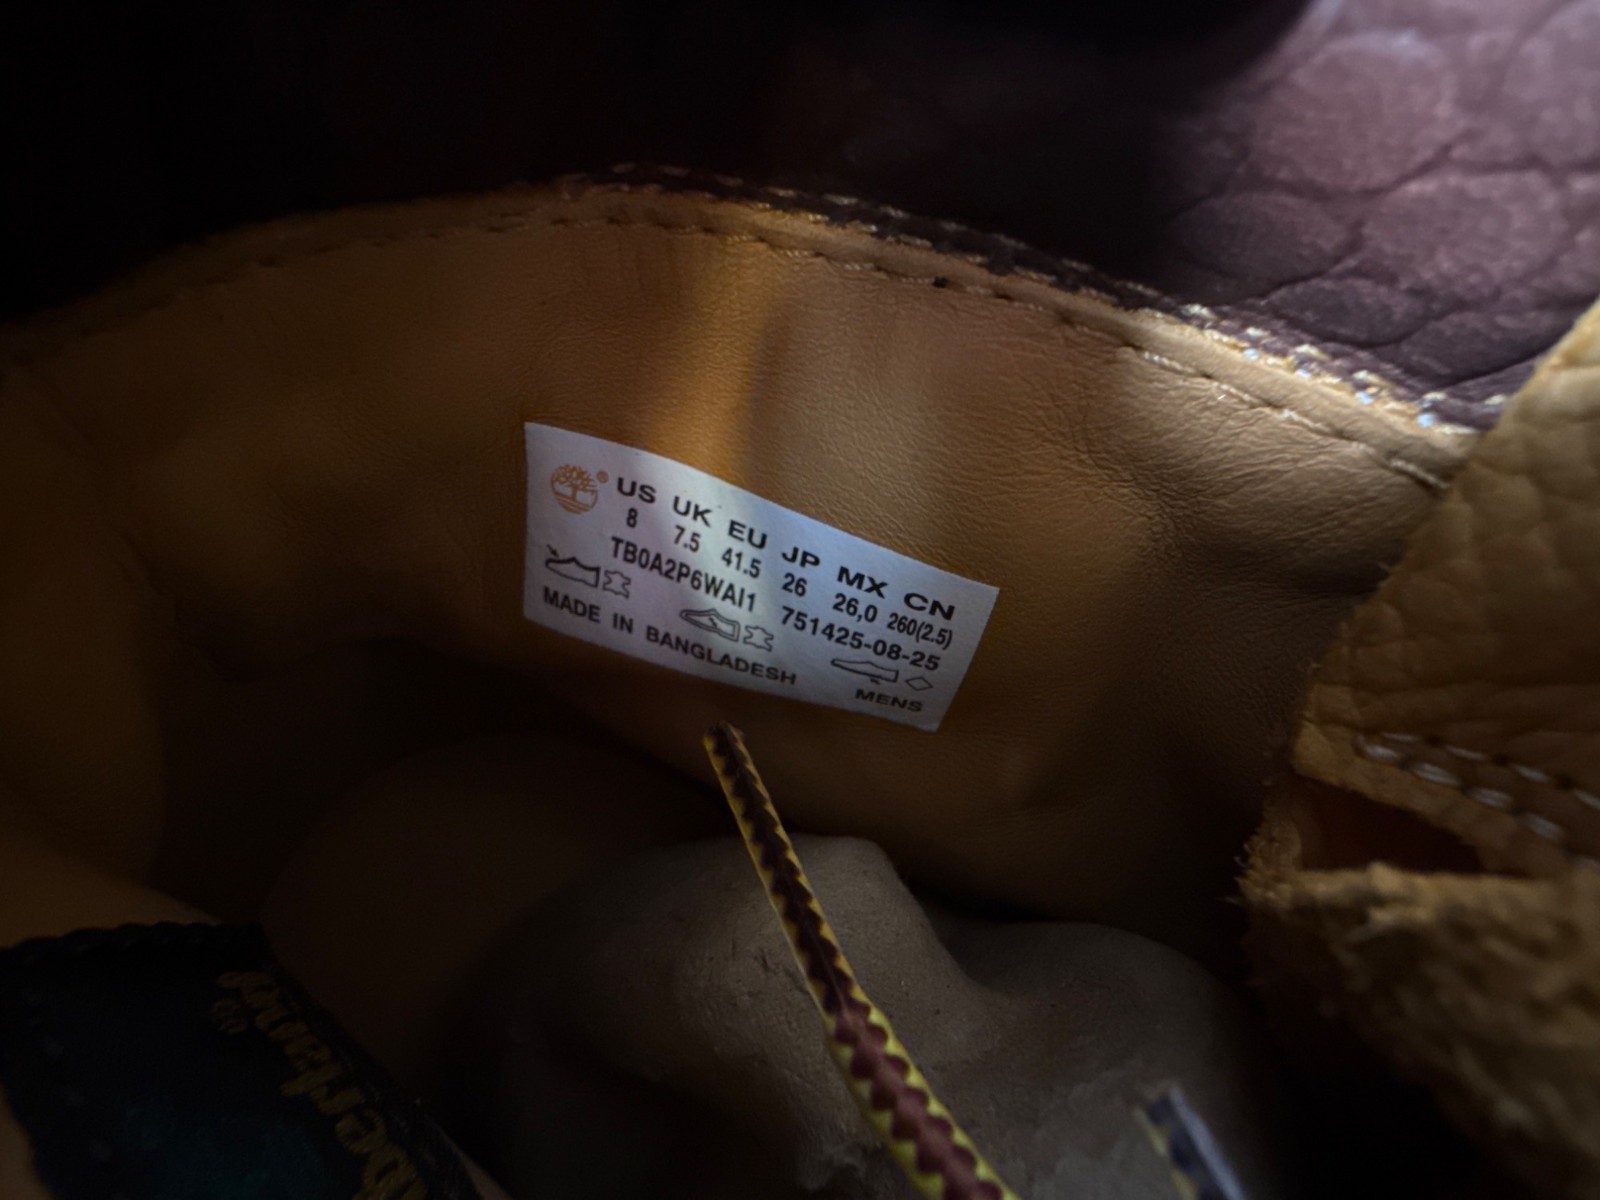 ® US UK EU JP MX CN
8 7.5 41.5 26 26,0 260(2.5)
TB0A2P6WAI1 751425-08-25
MADE IN BANGLADESH MENS